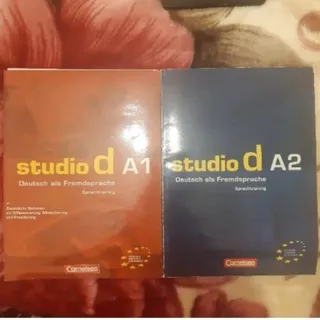 studio d A1
Deutsch als Fremdsprache
Sprachtraining
Cornelsen
studio d A2
Deutsch als Fremdsprache
Sprachtraining
Cornelsen